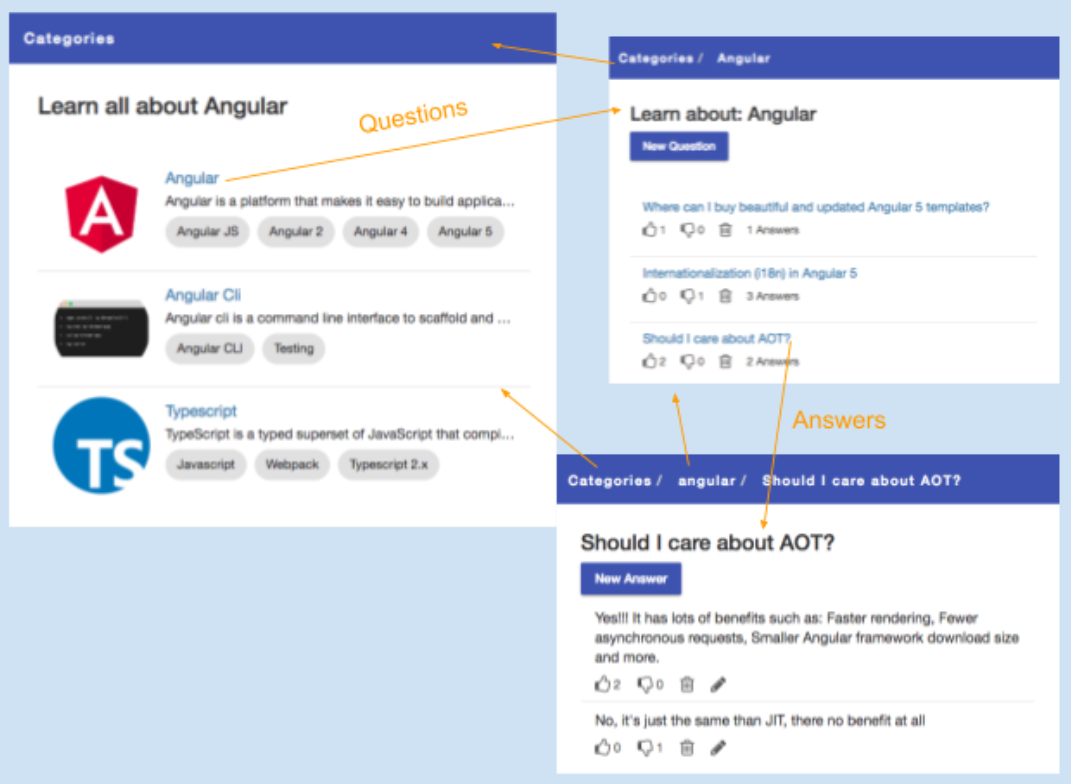 Categories
Learn all about Angular
Questions
Angular
Angular is a platform that makes it easy to build applica...
Angular JS
Angular 2
Angular 4
Angular 5
Angular Cli
Angular cli is a command line interface to scaffold and ...
Angular CLI
Testing
TS
Typescript
TypeScript is a typed superset of JavaScript that compi...
Javascript
Webpack
Typescript 2.x
Categories / Angular
Learn about: Angular
New Question
Where can I buy beautiful and updated Angular 5 templates?
1 0 1 Answers
Internationalization (i18n) in Angular 5
0 1 3 Answers
Should I care about AOT?
2 0 2 Answers
Answers
Categories / angular / Should I care about AOT?
Should I care about AOT?
New Answer
Yes!!! It has lots of benefits such as: Faster rendering, Fewer
asynchronous requests, Smaller Angular framework download size
and more.
2 0
No, it's just the same than JIT, there no benefit at all
0 1